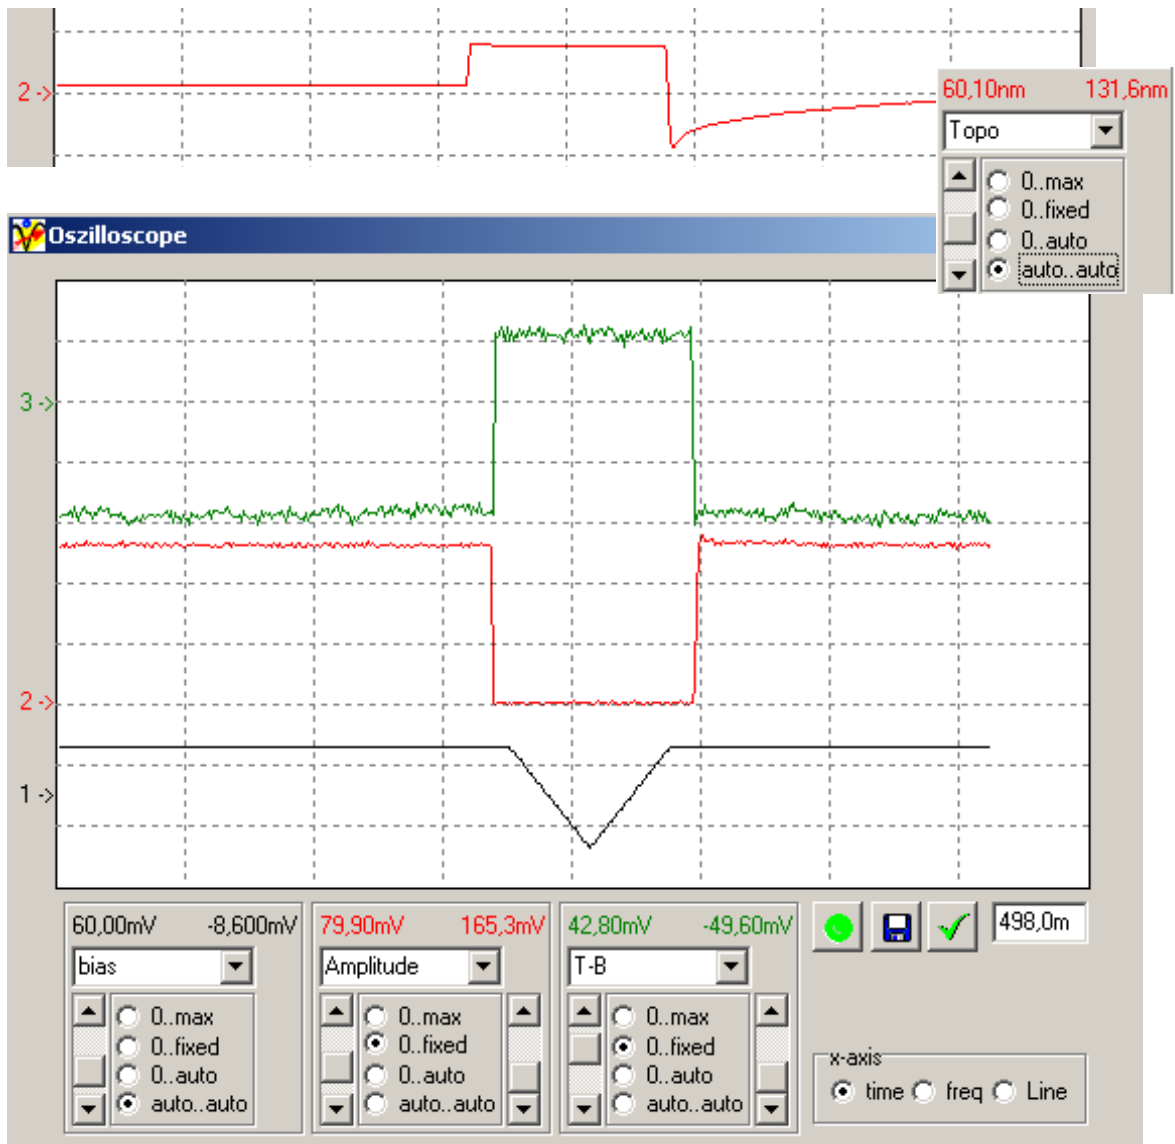 2 ->
60,10nm 131,6nm
Topo
0..max
0..fixed
0..auto
auto..auto
Oszilloscope
3 ->
2 ->
1 ->
60,00mV -8,600mV 79,90mV 165,3mV 42,80mV -49,60mV 498,0m
bias Amplitude T-B
0..max 0..max 0..max
0..fixed 0..fixed 0..fixed
x-axis
0..auto 0..auto 0..auto
time freq Line
auto..auto auto..auto auto..auto